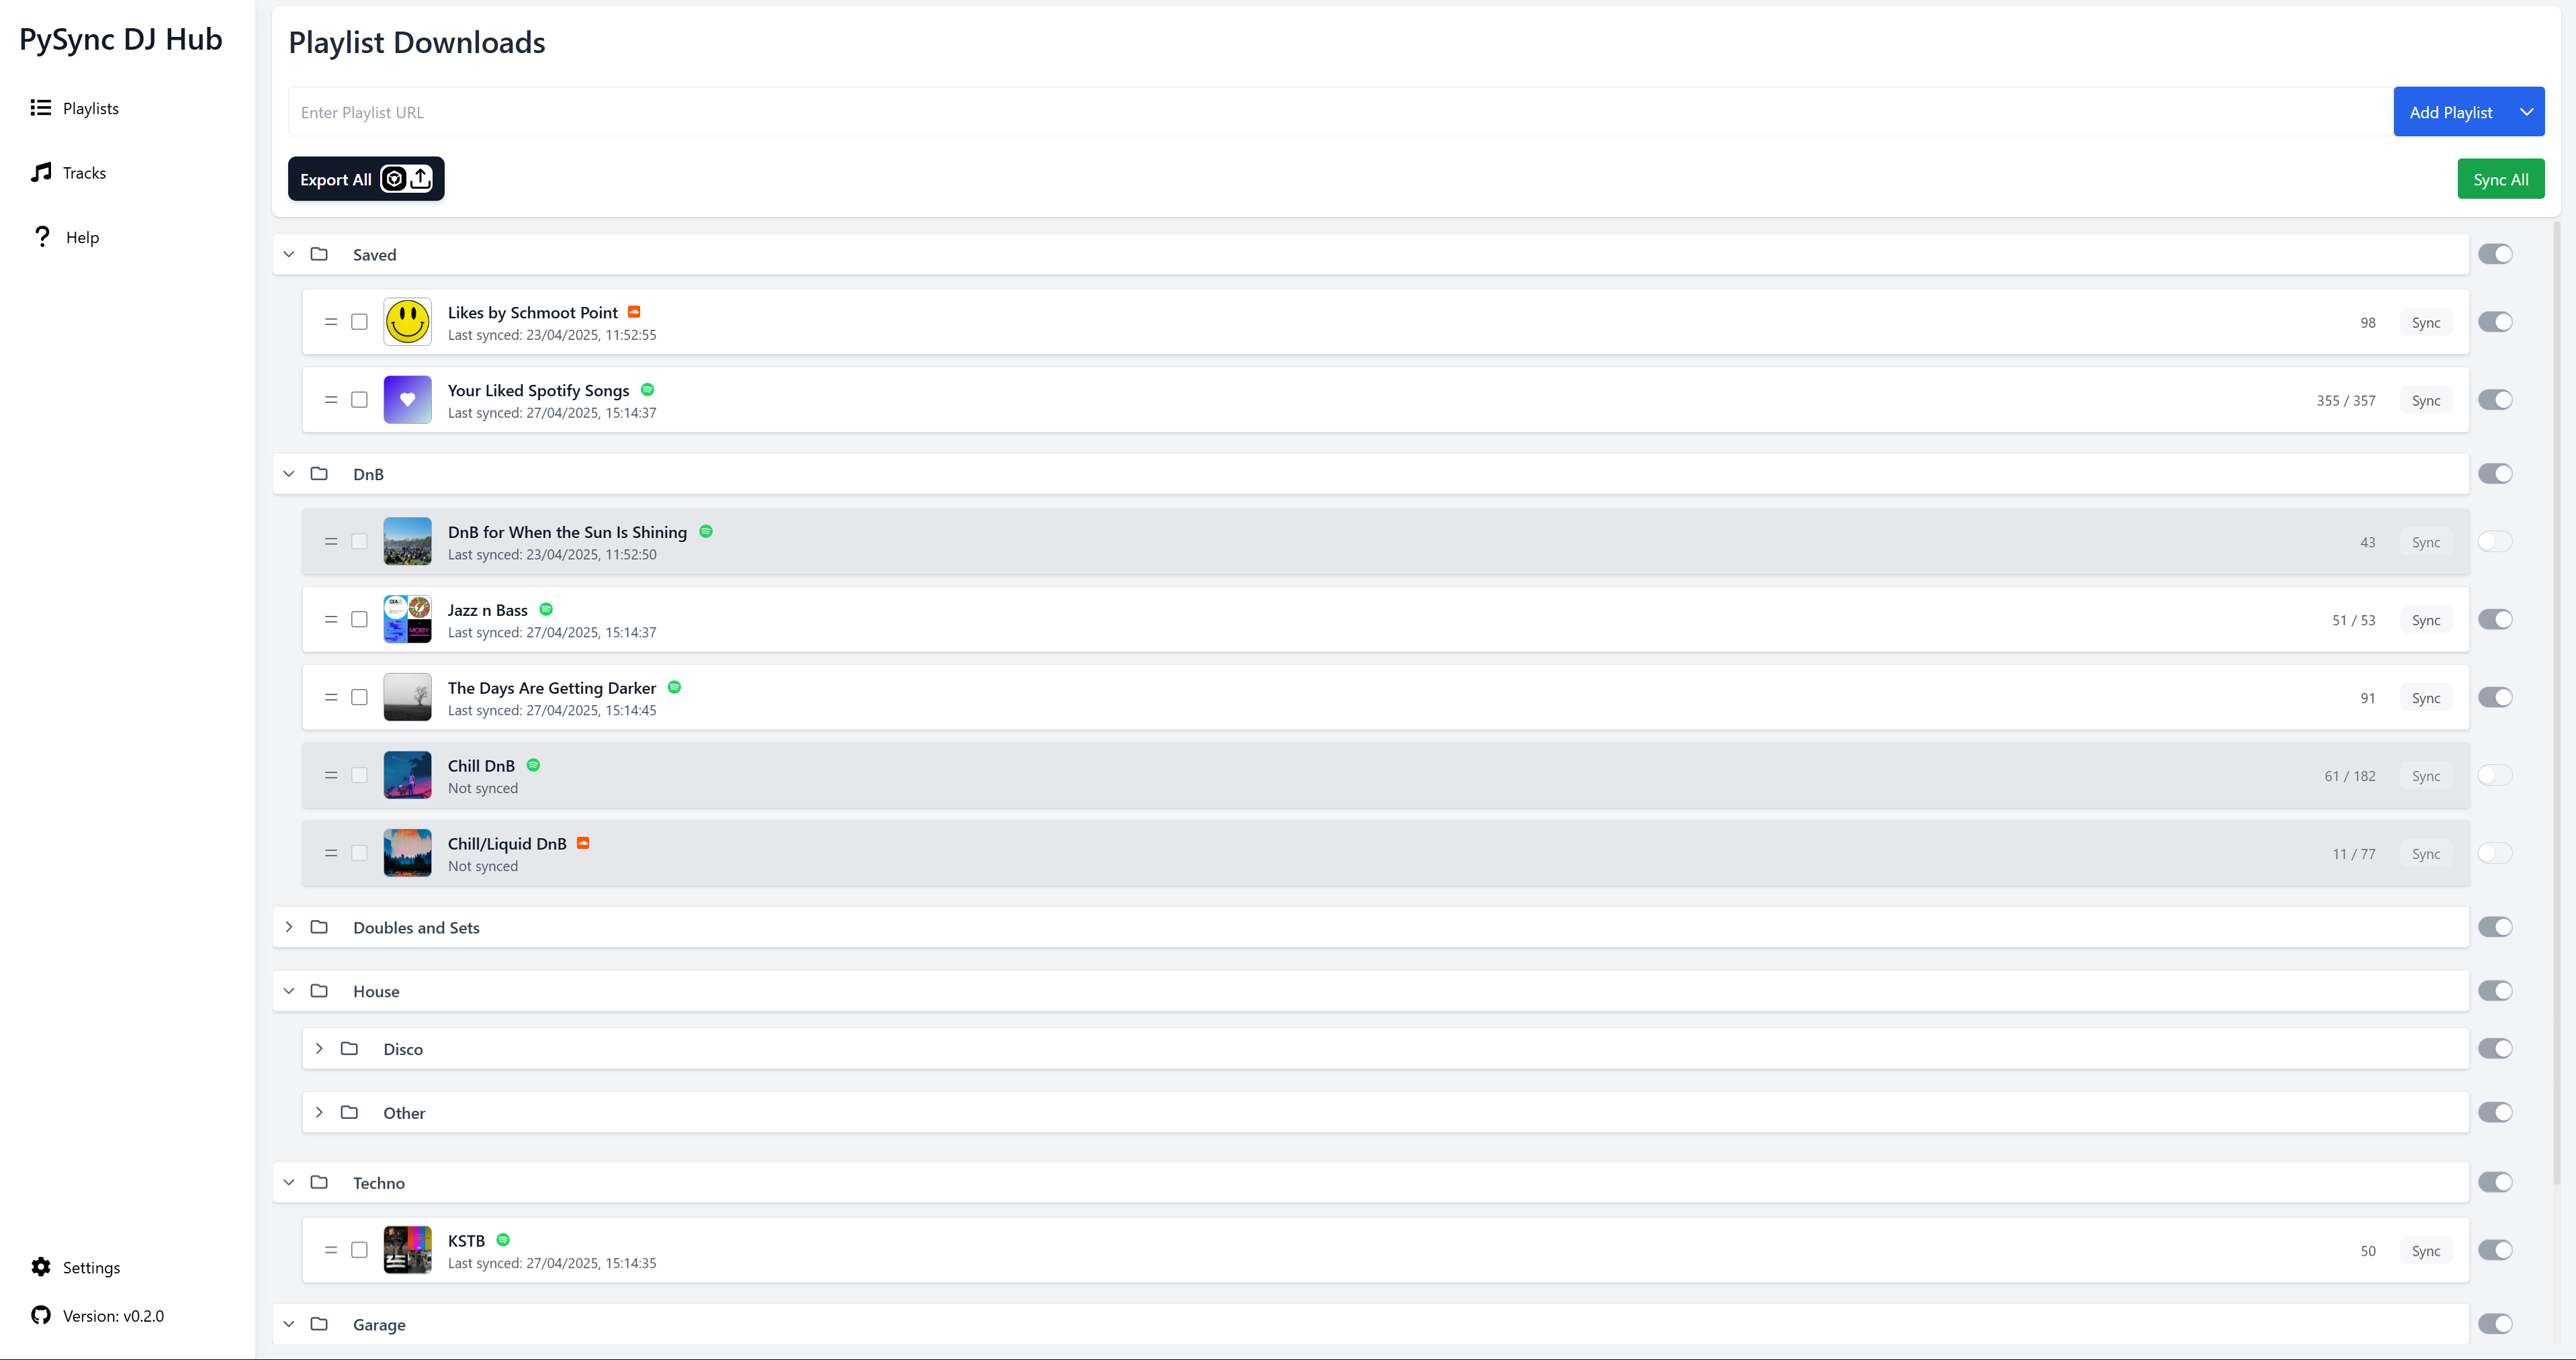 PySync DJ Hub
Playlists
Tracks
Help
Settings
Version: v0.2.0
Playlist Downloads
Enter Playlist URL
Add Playlist
Export All
Sync All
Saved
Likes by Schmoot Point
Last synced: 23/04/2025, 11:52:55
98
Sync
Your Liked Spotify Songs
Last synced: 27/04/2025, 15:14:37
355 / 357
Sync
DnB
DnB for When the Sun Is Shining
Last synced: 23/04/2025, 11:52:50
43
Sync
Jazz n Bass
Last synced: 27/04/2025, 15:14:37
51 / 53
Sync
The Days Are Getting Darker
Last synced: 27/04/2025, 15:14:45
91
Sync
Chill DnB
Not synced
61 / 182
Sync
Chill/Liquid DnB
Not synced
11 / 77
Sync
Doubles and Sets
House
Disco
Other
Techno
KSTB
Last synced: 27/04/2025, 15:14:35
50
Sync
Garage